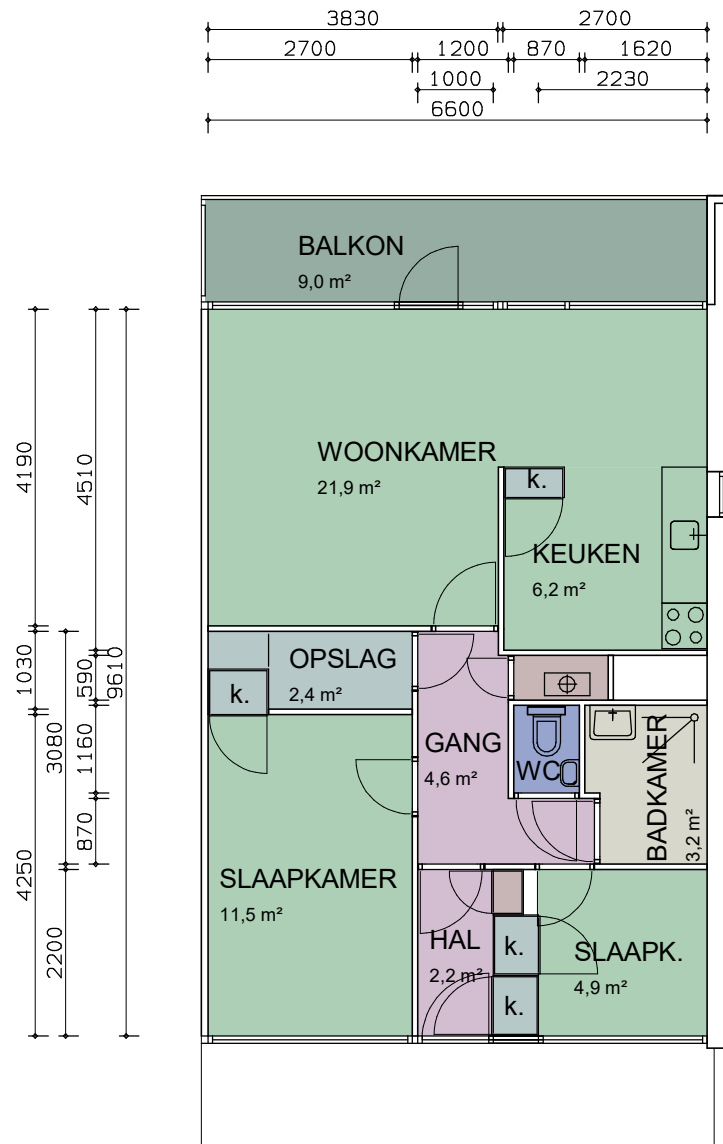 3830 2700
2700 1200 870 1620
1000 2230
6600
BALKON
9,0 m²
WOONKAMER
21,9 m²
k.
KEUKEN
6,2 m²
OPSLAG
2,4 m²
k.
GANG
4,6 m²
WC
BADKAMER
3,2 m²
SLAAPKAMER
11,5 m²
HAL
2,2 m²
k.
k.
SLAAPK.
4,9 m²
4190
1030
4250
3080
2200
4510
590
1160
870
9610